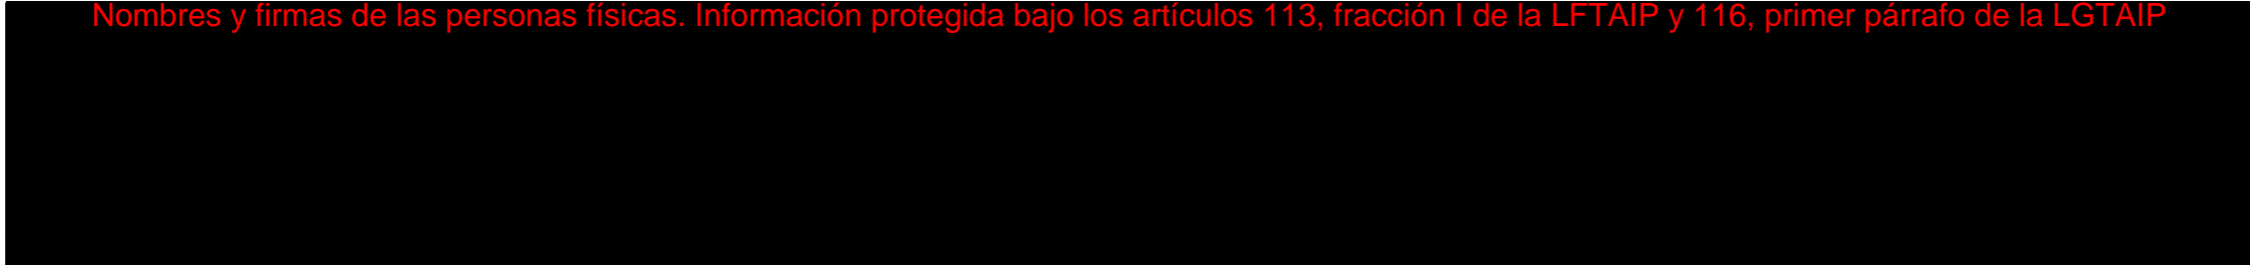 Nombres y firmas de las personas físicas. Información protegida bajo los artículos 113, fracción I de la LFTAIP y 116, primer párrafo de la LGTAIP